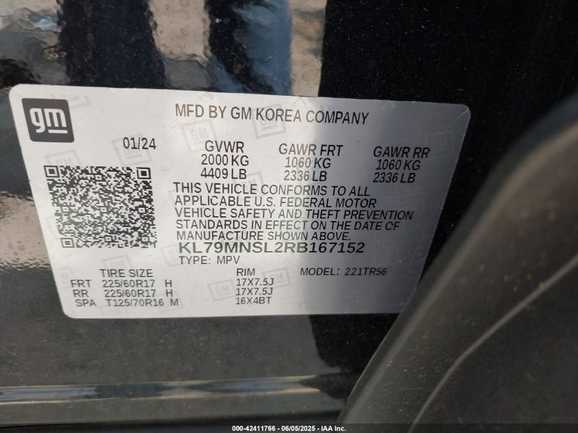 gm
MFD BY GM KOREA COMPANY
01/24 GVWR GAWR FRT GAWR RR
2000 KG 1060 KG 1060 KG
4409 LB 2336 LB 2336 LB
THIS VEHICLE CONFORMS TO ALL
APPLICABLE U.S. FEDERAL MOTOR
VEHICLE SAFETY AND THEFT PREVENTION
STANDARDS IN EFFECT ON THE DATE OF
MANUFACTURE SHOWN ABOVE.
KL79MNSL2RB167152
TYPE: MPV MODEL: 221TR56
TIRE SIZE RIM
FRT 225/60R17 H 17X7.5J
RR 225/60R17 H 17X7.5J
SPA T125/70R16 M 16X4BT
000-42411766 - 06/05/2025 - IAAI.COM